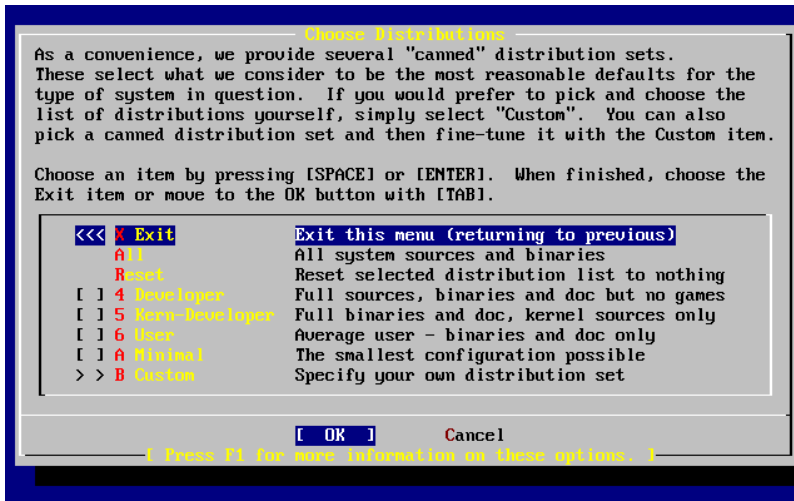 Choose Distributions
As a convenience, we provide several "canned" distribution sets.
These select what we consider to be the most reasonable defaults for the
type of system in question.  If you would prefer to pick and choose the
list of distributions yourself, simply select "Custom".  You can also
pick a canned distribution set and then fine-tune it with the Custom item.
Choose an item by pressing [SPACE] or [ENTER].  When finished, choose the
Exit item or move to the OK button with [TAB].
<<< X Exit Exit this menu (returning to previous)
All All system sources and binaries
Reset Reset selected distribution list to nothing
[ ] 4 Developer Full sources, binaries and doc but no games
[ ] 5 Kern-Developer Full binaries and doc, kernel sources only
[ ] 6 User Average user - binaries and doc only
[ ] A Minimal The smallest configuration possible
> > B Custom Specify your own distribution set
[ OK ] Cancel
[ Press F1 for more information on these options. ]